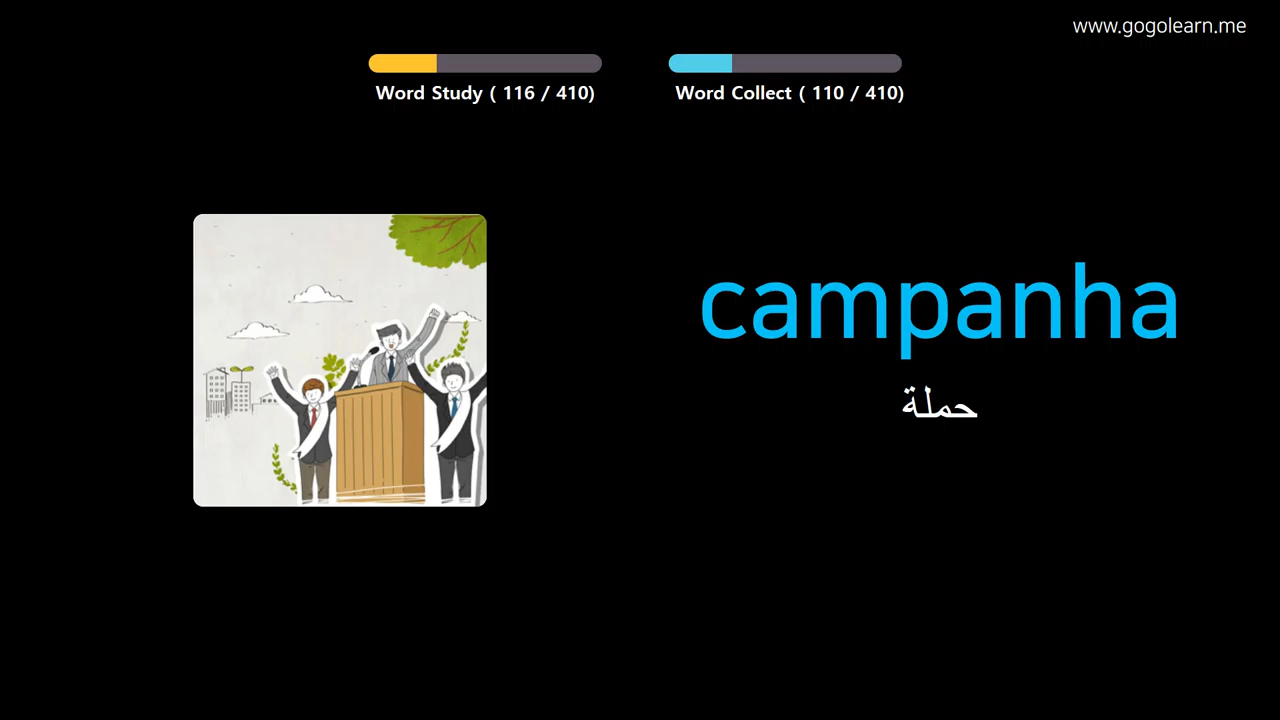 www.gogolearn.me
Word Study ( 116 / 410)
Word Collect ( 110 / 410)
campanha
حملة